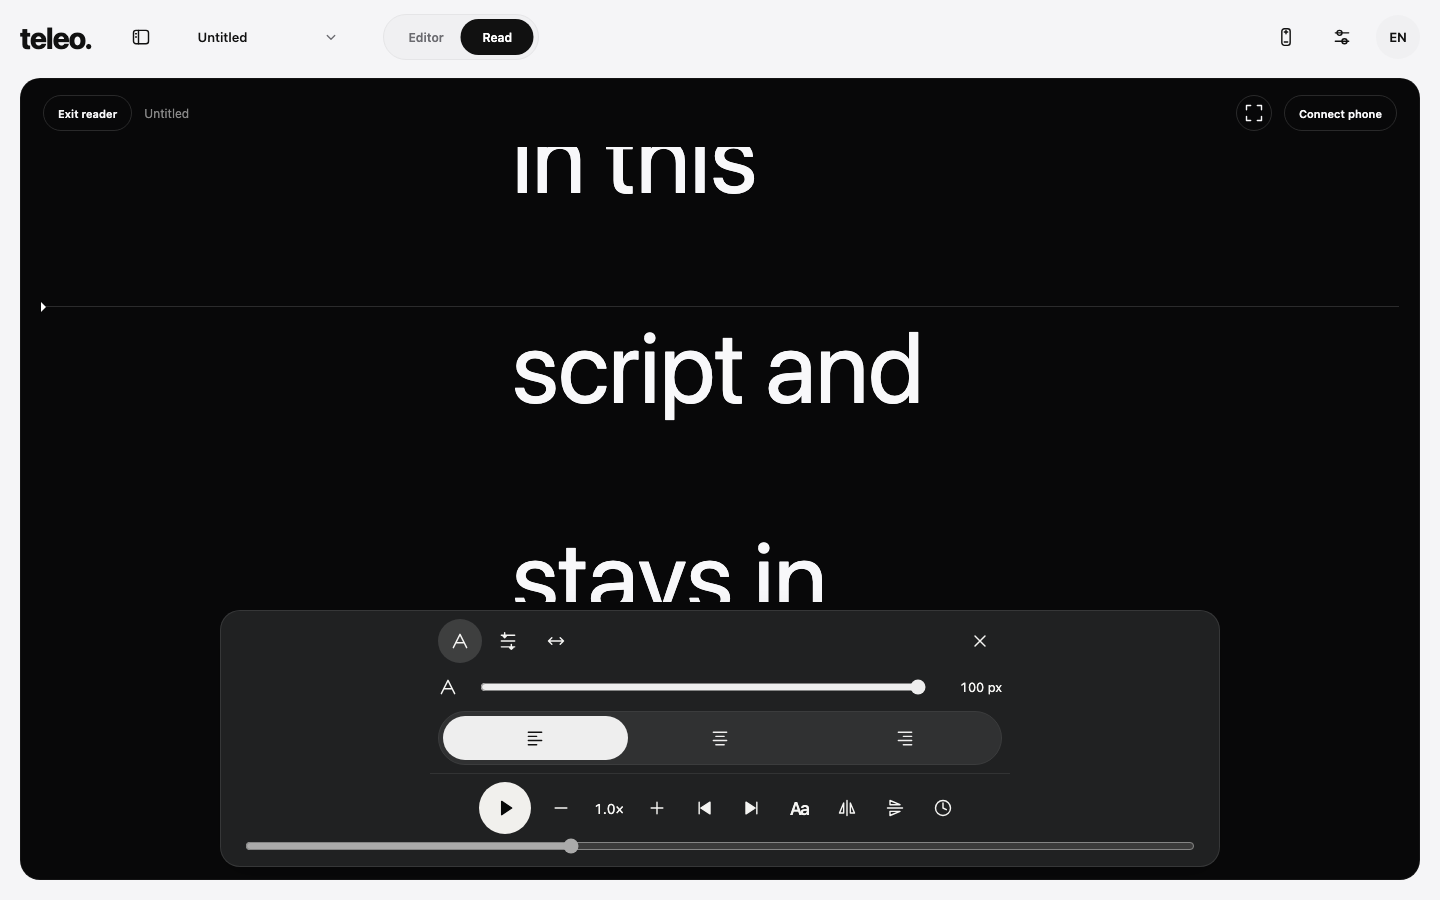 teleo.
Untitled
Editor
Read
EN
Exit reader
Untitled
Connect phone
in this
script and
stays in
100 px
1.0×
Aa